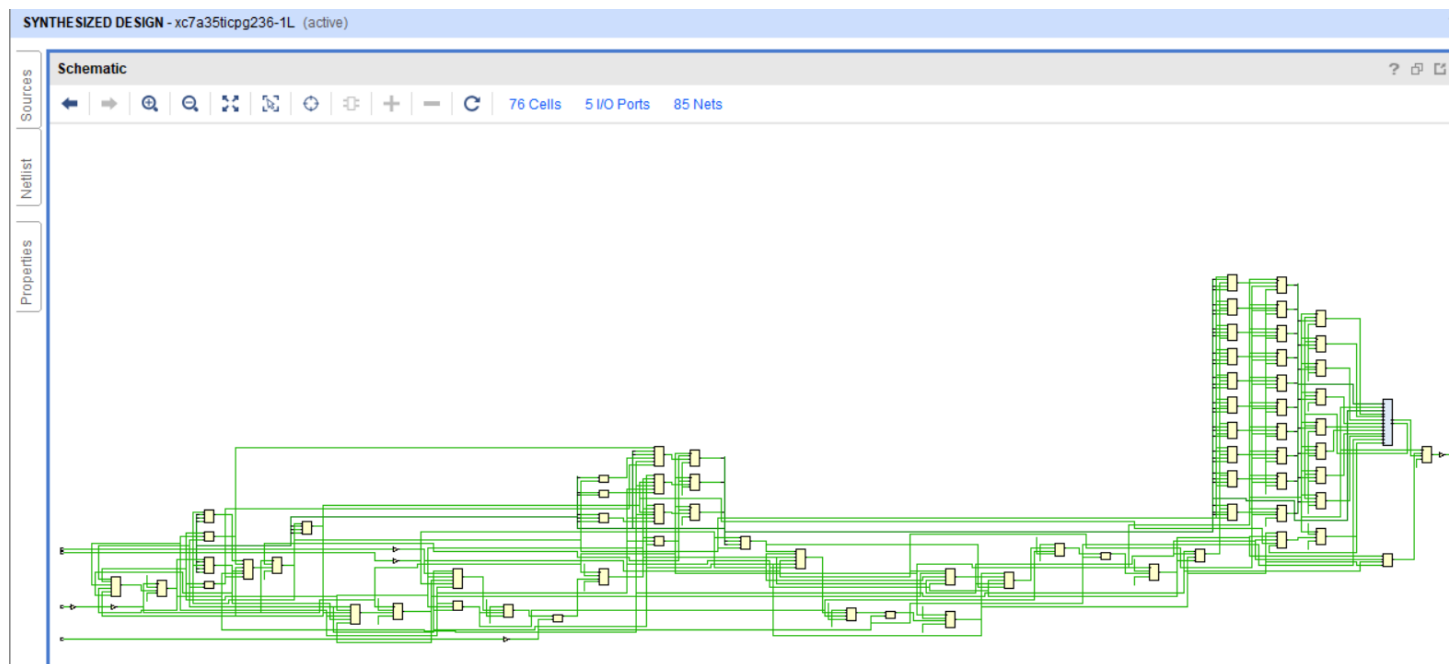 SYNTHESIZED DESIGN - xc7a35ticpg236-1L (active)
Sources
Netlist
Properties
Schematic
?
76 Cells 5 I/O Ports 85 Nets